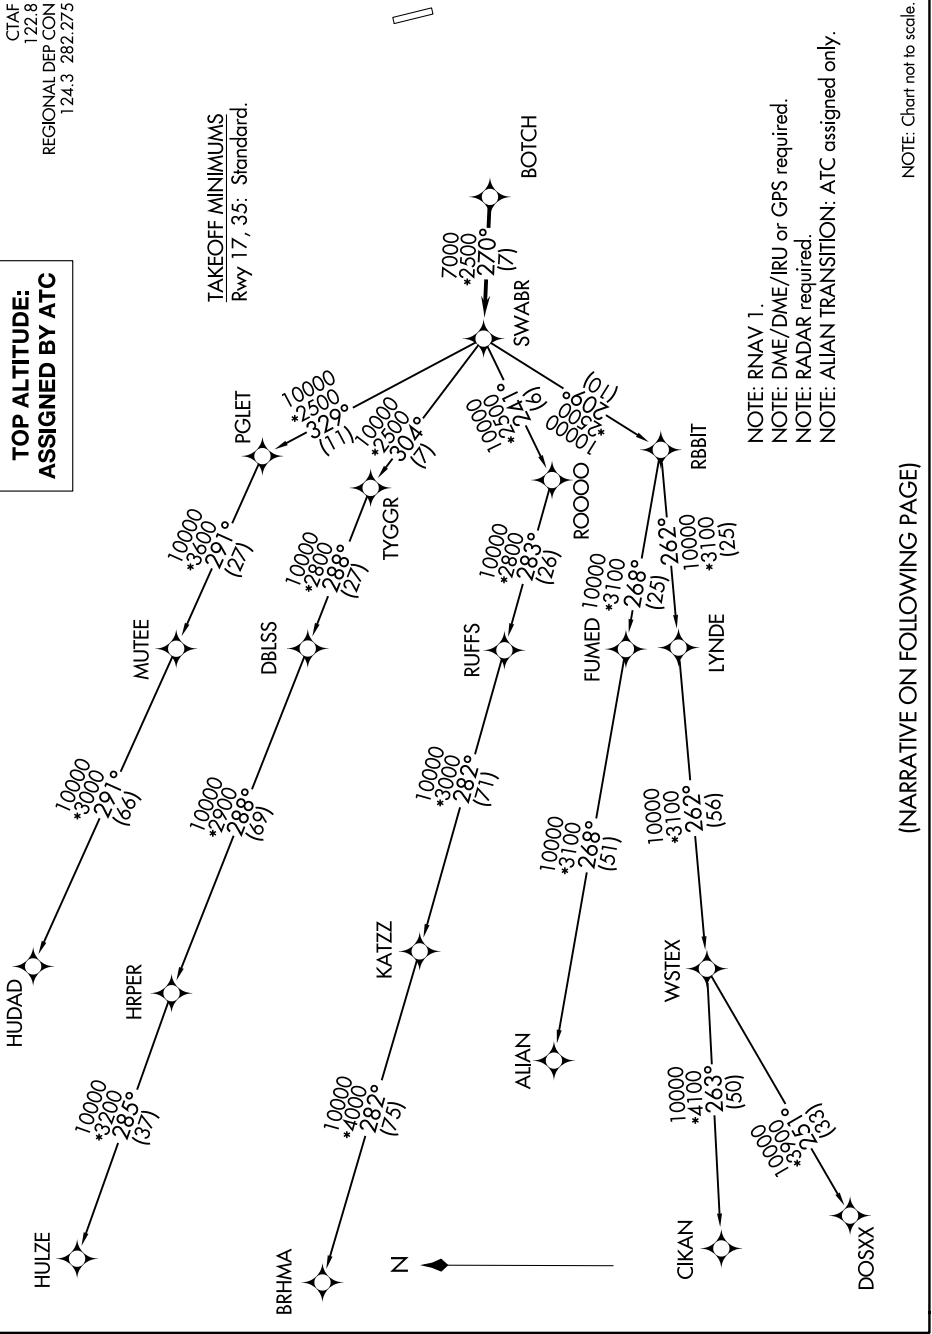 CTAF
122.8
REGIONAL DEP CON
124.3 282.275
TOP ALTITUDE:
ASSIGNED BY ATC
TAKEOFF MINIMUMS
Rwy 17, 35: Standard.
BOTCH
7000
*2500
270°
(7)
SWABR
10000
*2500
329°
(11)
PGLET
10000
*3600
291°
(27)
MUTEE
10000
*3000
291°
(66)
HUDAD
10000
*2500
304°
(7)
TYGGR
10000
*2800
288°
(27)
DBLSS
10000
*2900
288°
(69)
HRPER
10000
*3200
285°
(37)
HULZE
10000
*2500
ROOOO
10000
*2800
283°
(26)
RUFFS
10000
*3000
282°
(71)
KATZZ
10000
*4000
282°
(75)
BRHMA
10000
*2500
209°
(10)
RBBIT
10000
*3100
268°
(25)
FUMED
10000
*3100
268°
(51)
ALIAN
262°
10000
*3100
(25)
LYNDE
10000
*3100
262°
(56)
WSTEX
10000
*4100
263°
(50)
CIKAN
10000
(33)
DOSXX
N
NOTE: RNAV 1.
NOTE: DME/DME/IRU or GPS required.
NOTE: RADAR required.
NOTE: ALIAN TRANSITION: ATC assigned only.
NOTE: Chart not to scale.
(NARRATIVE ON FOLLOWING PAGE)